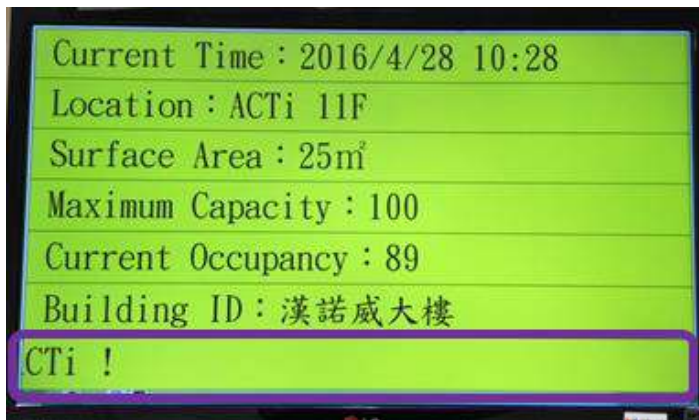 Current Time：2016/4/28 10:28
Location：ACTi 11F
Surface Area：25㎡
Maximum Capacity：100
Current Occupancy：89
Building ID：漢諾威大樓
CTi !